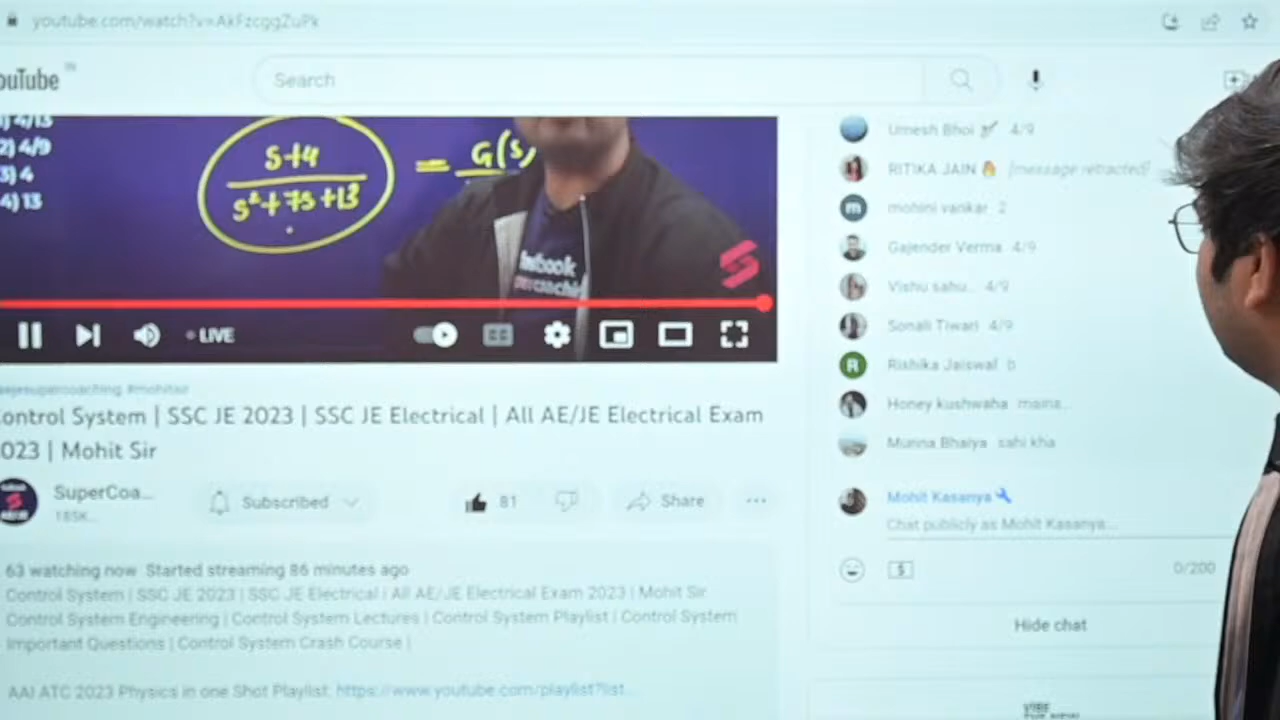 youtube.com/watch?v=AkFzcggZuPk
ouTube IN
Search
1) 4/13
2) 4/9
3) 4
4) 13
s+4
s²+7s+13
= G(s)
LIVE
CC
Control System | SSC JE 2023 | SSC JE Electrical | All AE/JE Electrical Exam
023 | Mohit Sir
SuperCoa...
185K...
Subscribed
81
Share
63 watching now Started streaming 86 minutes ago
Control System | SSC JE 2023 | SSC JE Electrical | All AE/JE Electrical Exam 2023 | Mohit Sir
Control System Engineering | Control System Lectures | Control System Playlist | Control System
Important Questions | Control System Crash Course |
AAI ATC 2023 Physics in one Shot Playlist: https://www.youtube.com/playlist?list...
Umesh Bhoi 4/9
RITIKA JAIN [message retracted]
m
mohini vankar 2
Gajender Verma 4/9
Vishu sahu.. 4/9
Sonali Tiwari 4/9
R
Rishika Jaiswal b
Honey kushwaha
Munna Bhaiya sahi kha
Mohit Kasanya
Chat publicly as Mohit Kasanya...
0/200
Hide chat